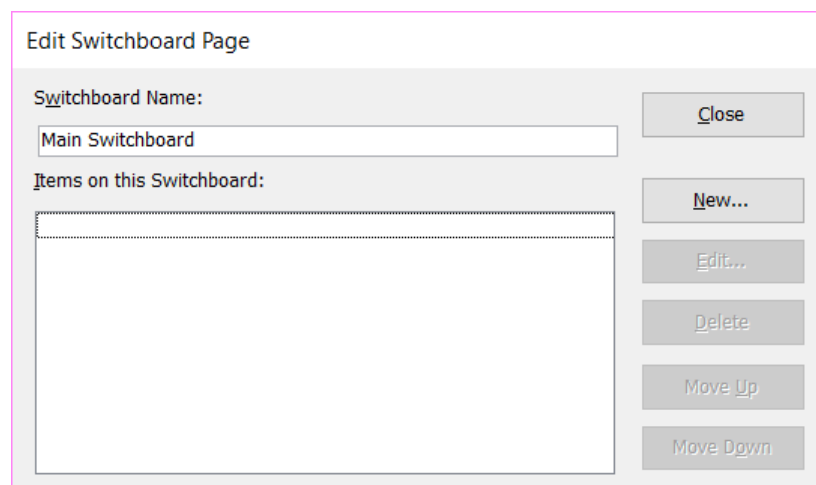 Edit Switchboard Page
Switchboard Name:
Close
Main Switchboard
Items on this Switchboard:
New...
Edit...
Delete
Move Up
Move Down